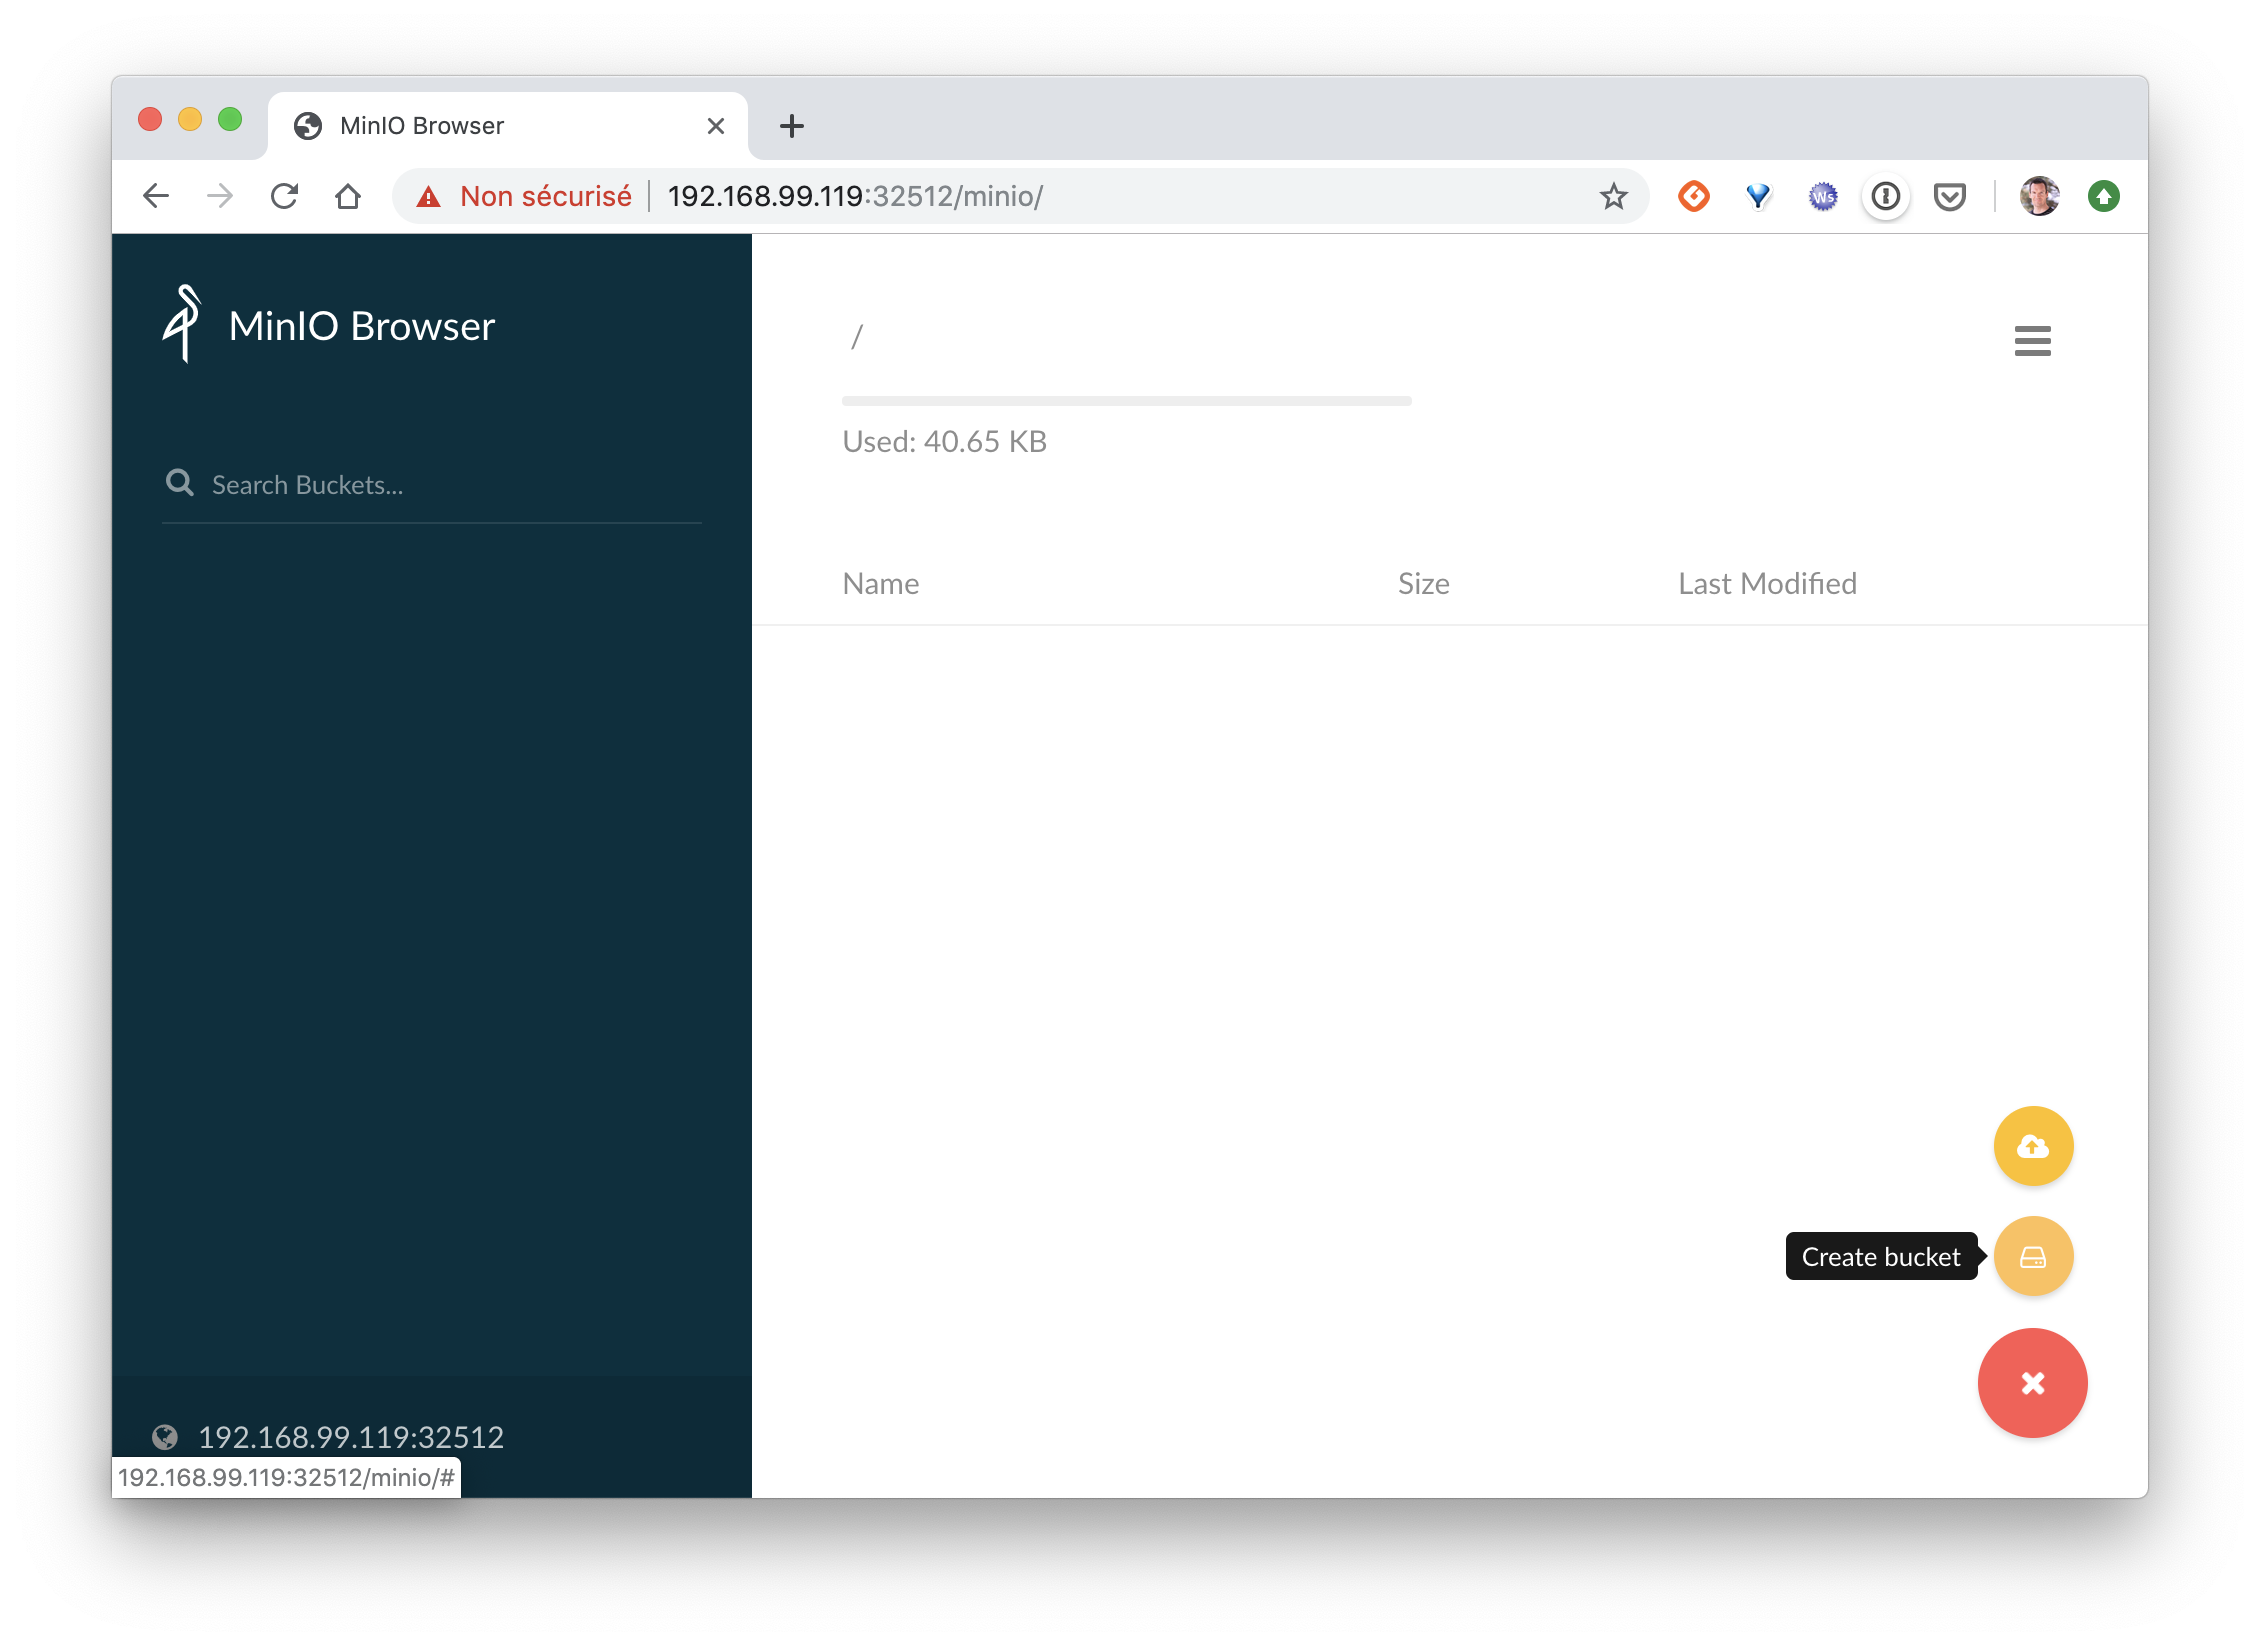 MinIO Browser
Non sécurisé 192.168.99.119:32512/minio/
W5
MinIO Browser
/
Used: 40.65 KB
Search Buckets...
Name Size Last Modified
Create bucket
192.168.99.119:32512
192.168.99.119:32512/minio/#